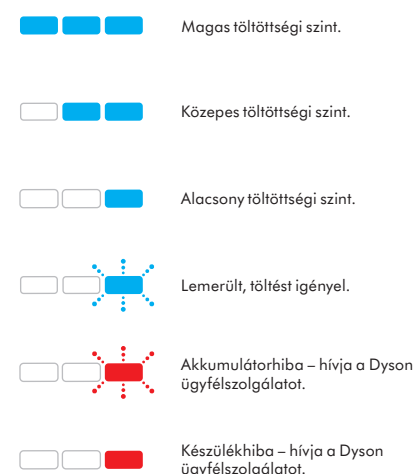 Magas töltöttségi szint.
Közepes töltöttségi szint.
Alacsony töltöttségi szint.
Lemerült, töltést igényel.
Akkumulátorhiba – hívja a Dyson
ügyfélszolgálatot.
Készülékhiba – hívja a Dyson
ügyfélszolgálatot.